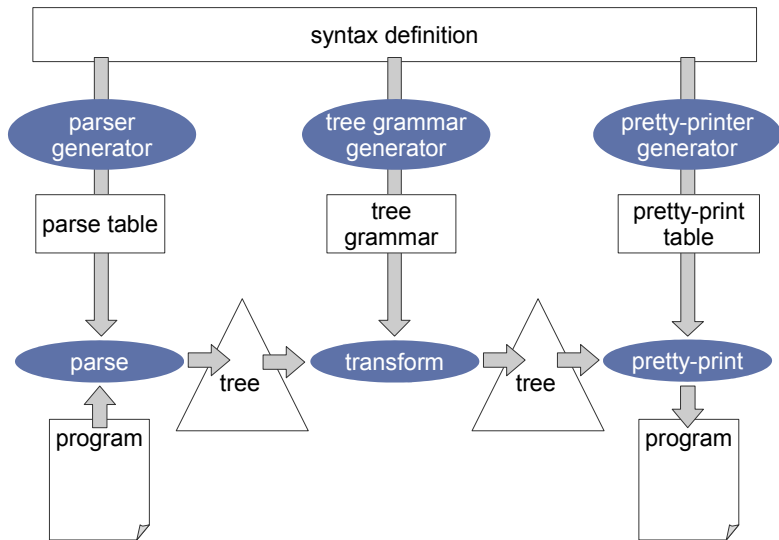 syntax definition
parser
generator
tree grammar
generator
pretty-printer
generator
parse table
tree
grammar
pretty-print
table
parse
tree
transform
tree
pretty-print
program
program